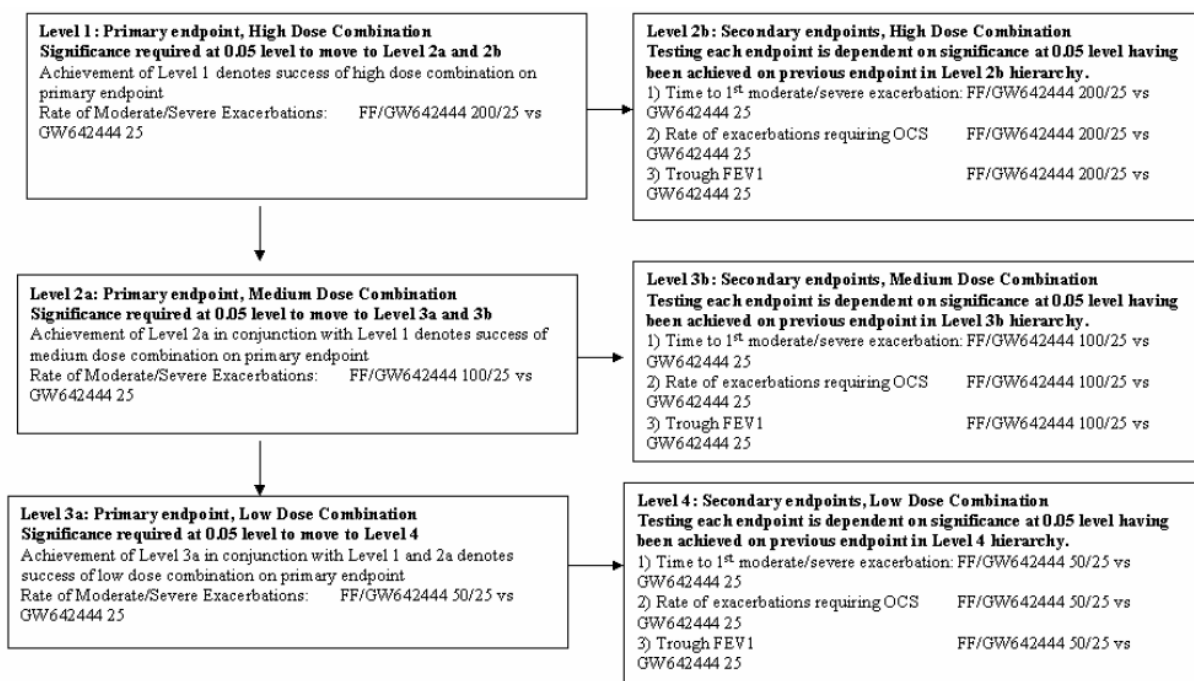 Level 1: Primary endpoint, High Dose Combination
Significance required at 0.05 level to move to Level 2a and 2b
Achievement of Level 1 denotes success of high dose combination on
primary endpoint
Rate of Moderate/Severe Exacerbations: FF/GW642444 200/25 vs
GW642444 25
Level 2b: Secondary endpoints, High Dose Combination
Testing each endpoint is dependent on significance at 0.05 level having
been achieved on previous endpoint in Level 2b hierarchy.
1) Time to 1st moderate/severe exacerbation: FF/GW642444 200/25 vs
GW642444 25
2) Rate of exacerbations requiring OCS FF/GW642444 200/25 vs
GW642444 25
3) Trough FEV1 FF/GW642444 200/25 vs
GW642444 25
Level 2a: Primary endpoint, Medium Dose Combination
Significance required at 0.05 level to move to Level 3a and 3b
Achievement of Level 2a in conjunction with Level 1 denotes success of
medium dose combination on primary endpoint
Rate of Moderate/Severe Exacerbations: FF/GW642444 100/25 vs
GW642444 25
Level 3b: Secondary endpoints, Medium Dose Combination
Testing each endpoint is dependent on significance at 0.05 level having
been achieved on previous endpoint in Level 3b hierarchy.
1) Time to 1st moderate/severe exacerbation: FF/GW642444 100/25 vs
GW642444 25
2) Rate of exacerbations requiring OCS FF/GW642444 100/25 vs
GW642444 25
3) Trough FEV1 FF/GW642444 100/25 vs
GW642444 25
Level 3a: Primary endpoint, Low Dose Combination
Significance required at 0.05 level to move to Level 4
Achievement of Level 3a in conjunction with Level 1 and 2a denotes
success of low dose combination on primary endpoint
Rate of Moderate/Severe Exacerbations: FF/GW642444 50/25 vs
GW642444 25
Level 4: Secondary endpoints, Low Dose Combination
Testing each endpoint is dependent on significance at 0.05 level having
been achieved on previous endpoint in Level 4 hierarchy.
1) Time to 1st moderate/severe exacerbation: FF/GW642444 50/25 vs
GW642444 25
2) Rate of exacerbations requiring OCS FF/GW642444 50/25 vs
GW642444 25
3) Trough FEV1 FF/GW642444 50/25 vs
GW642444 25